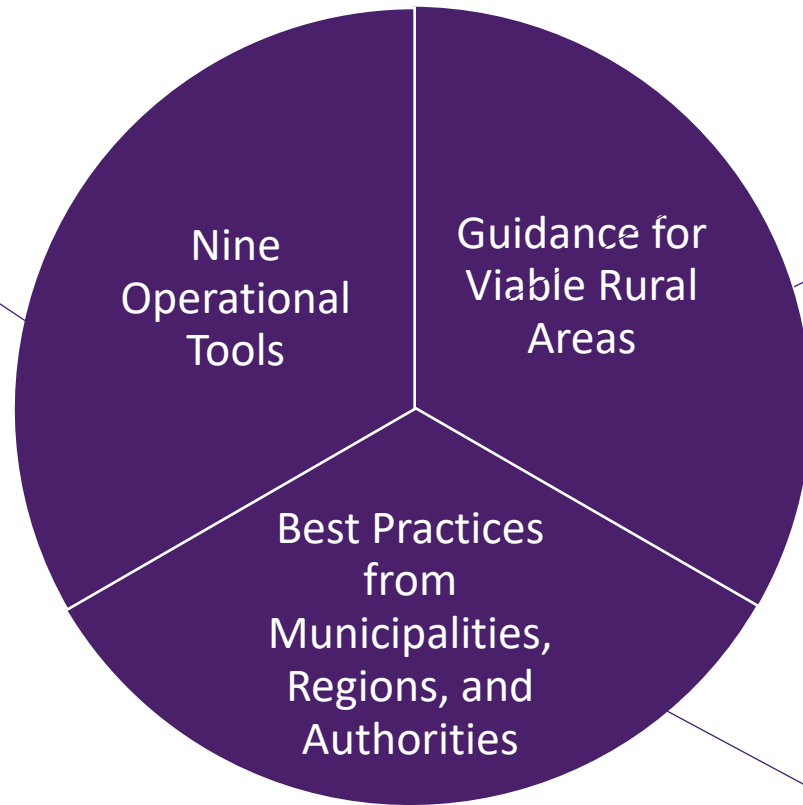 Nine
Operational
Tools
Guidance for
Viable Rural
Areas
Best Practices
from
Municipalities,
Regions, and
Authorities